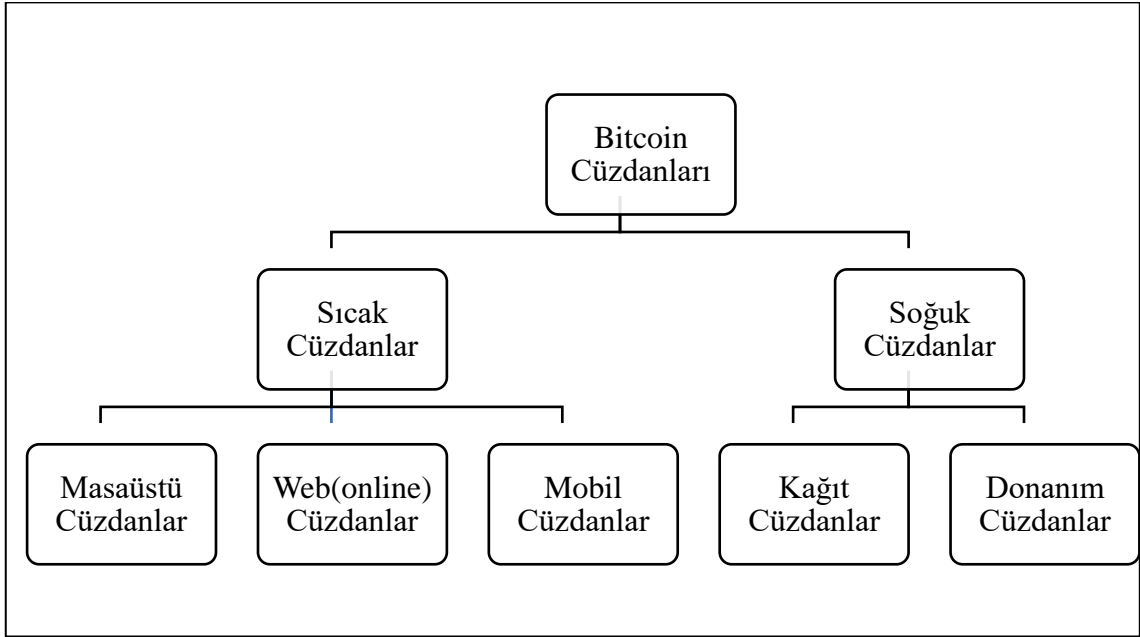 Bitcoin
Cüzdanları
Sıcak
Cüzdanlar
Soğuk
Cüzdanlar
Masaüstü
Cüzdanlar
Web(online)
Cüzdanlar
Mobil
Cüzdanlar
Kağıt
Cüzdanlar
Donanım
Cüzdanlar